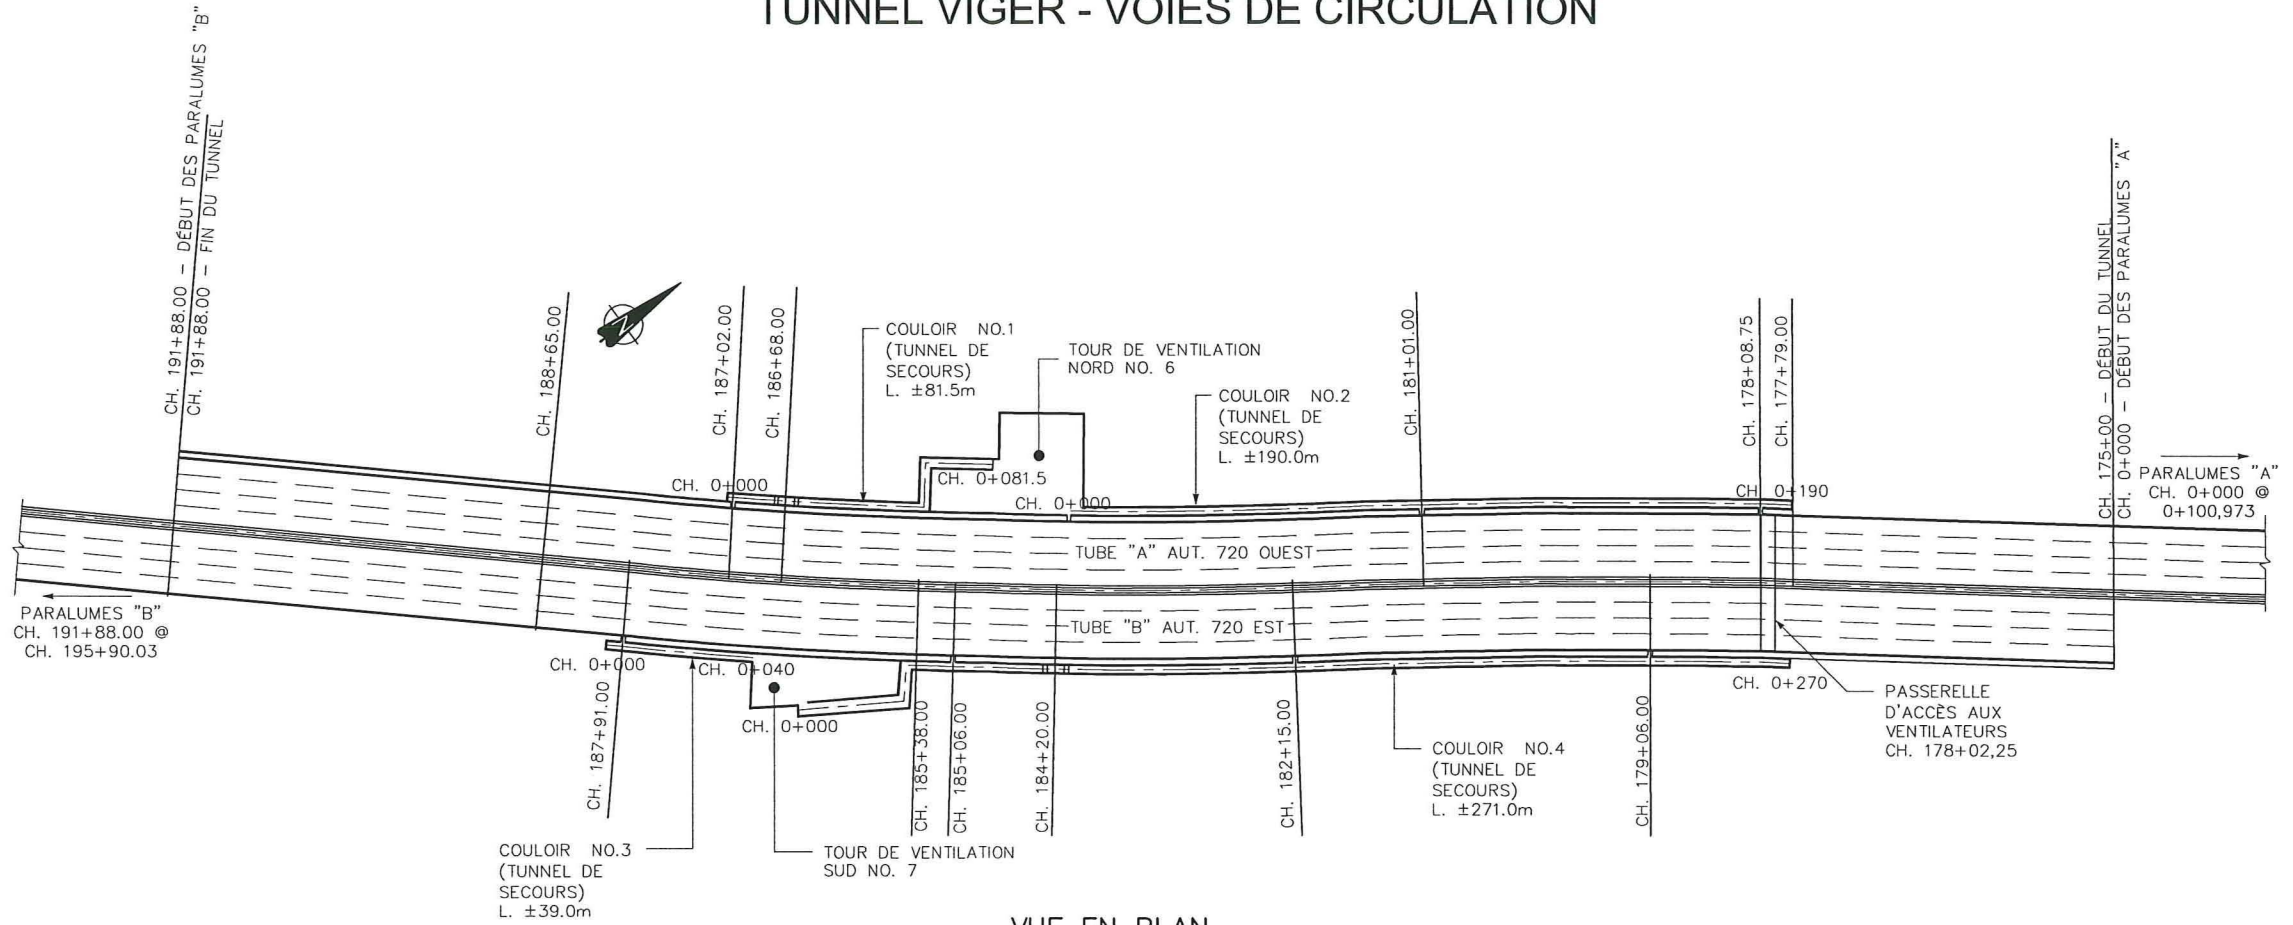 TUNNEL VIGER - VOIES DE CIRCULATION
CH. 191+88.00 - DÉBUT DES PARALUMES "B"
CH. 191+88.00 - FIN DU TUNNEL
CH. 188+65.00
N
CH. 187+02.00
CH. 186+68.00
COULOIR NO.1
(TUNNEL DE
SECOURS)
L. ±81.5m
TOUR DE VENTILATION
NORD NO. 6
COULOIR NO.2
(TUNNEL DE
SECOURS)
L. ±190.0m
CH. 181+01.00
CH. 178+08.75
CH. 177+79.00
CH. 175+00 - DÉBUT DU TUNNEL
CH. 0+000 - DÉBUT DES PARALUMES "A"
PARALUMES "A"
CH. 0+000 @
0+100,973
CH. 0+000
CH. 0+081.5
CH. 0+000
CH. 0+190
TUBE "A" AUT. 720 OUEST
TUBE "B" AUT. 720 EST
PARALUMES "B"
CH. 191+88.00 @
CH. 195+90.03
CH. 0+000
CH. 0+040
CH. 0+000
CH. 0+270
CH. 187+91.00
CH. 185+38.00
CH. 185+06.00
CH. 184+20.00
CH. 182+15.00
CH. 179+06.00
PASSERELLE
D'ACCÈS AUX
VENTILATEURS
CH. 178+02,25
COULOIR NO.4
(TUNNEL DE
SECOURS)
L. ±271.0m
COULOIR NO.3
(TUNNEL DE
SECOURS)
L. ±39.0m
TOUR DE VENTILATION
SUD NO. 7
VUE EN PLAN